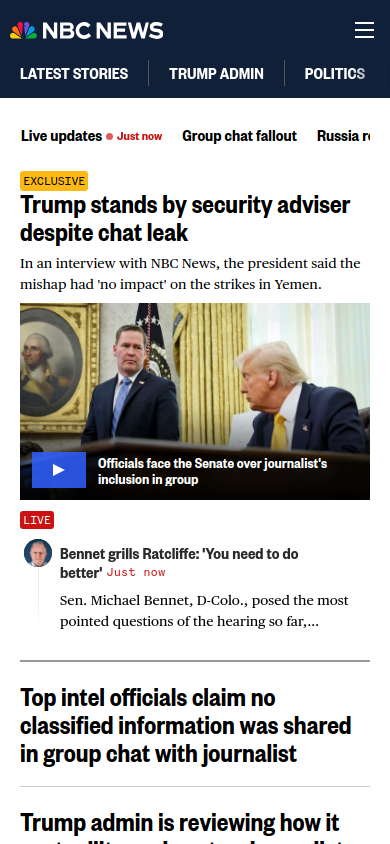 NBC NEWS
LATEST STORIES TRUMP ADMIN POLITICS
Live updates Just now Group chat fallout Russia
EXCLUSIVE
Trump stands by security adviser
despite chat leak
In an interview with NBC News, the president said the
mishap had 'no impact' on the strikes in Yemen.
Officials face the Senate over journalist's
inclusion in group
LIVE
Bennet grills Ratcliffe: 'You need to do
better' Just now
Sen. Michael Bennet, D-Colo., posed the most
pointed questions of the hearing so far,...
Top intel officials claim no
classified information was shared
in group chat with journalist
Trump admin is reviewing how it